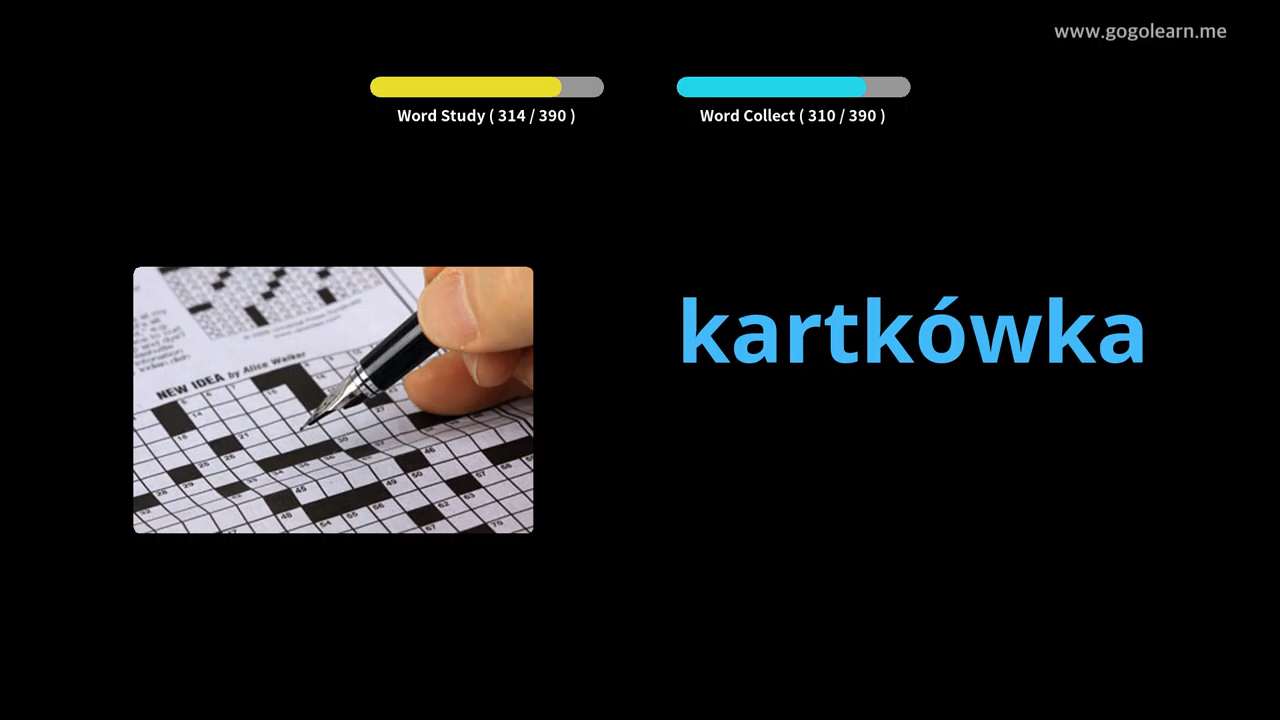 www.gogolearn.me
Word Study ( 314 / 390 )
Word Collect ( 310 / 390 )
kartkówka
NEW IDEA by Alice Walker